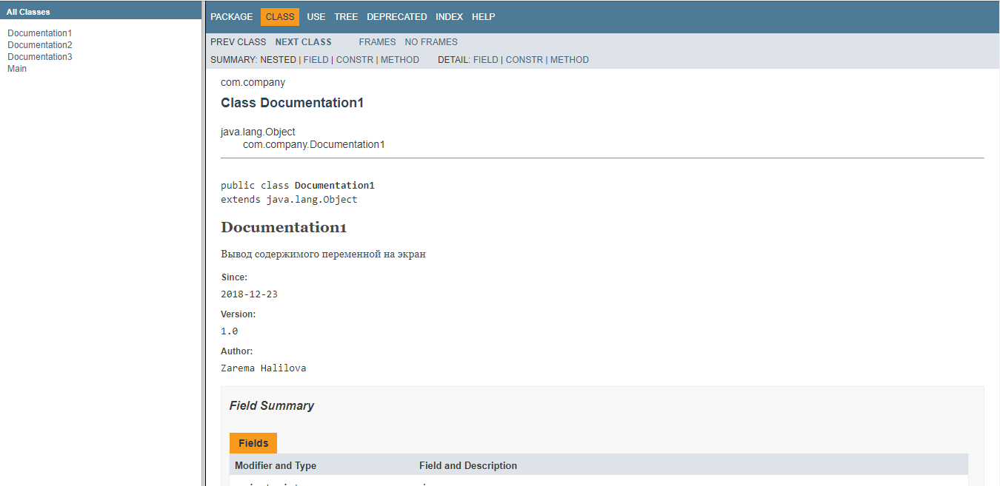 All Classes
Documentation1
Documentation2
Documentation3
Main
PACKAGE CLASS USE TREE DEPRECATED INDEX HELP
PREV CLASS NEXT CLASS FRAMES NO FRAMES
SUMMARY: NESTED | FIELD | CONSTR | METHOD DETAIL: FIELD | CONSTR | METHOD
com.company
Class Documentation1
java.lang.Object
com.company.Documentation1
public class Documentation1
extends java.lang.Object
Documentation1
Вывод содержимого переменной на экран
Since:
2018-12-23
Version:
1.0
Author:
Zarema Halilova
Field Summary
Fields
Modifier and Type Field and Description